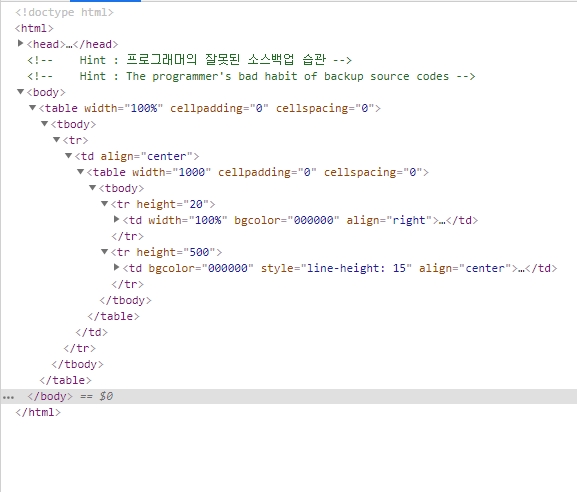 <!doctype html>
<html>
<head>…</head>
<!-- Hint : 프로그래머의 잘못된 소스백업 습관 -->
<!-- Hint : The programmer's bad habit of backup source codes -->
<body>
<table width="100%" cellpadding="0" cellspacing="0">
<tbody>
<tr>
<td align="center">
<table width="1000" cellpadding="0" cellspacing="0">
<tbody>
<tr height="20">
<td width="100%" bgcolor="000000" align="right">…</td>
</tr>
<tr height="500">
<td bgcolor="000000" style="line-height: 15" align="center">…</td>
</tr>
</tbody>
</table>
</td>
</tr>
</tbody>
</table>
… </body> == $0
</html>